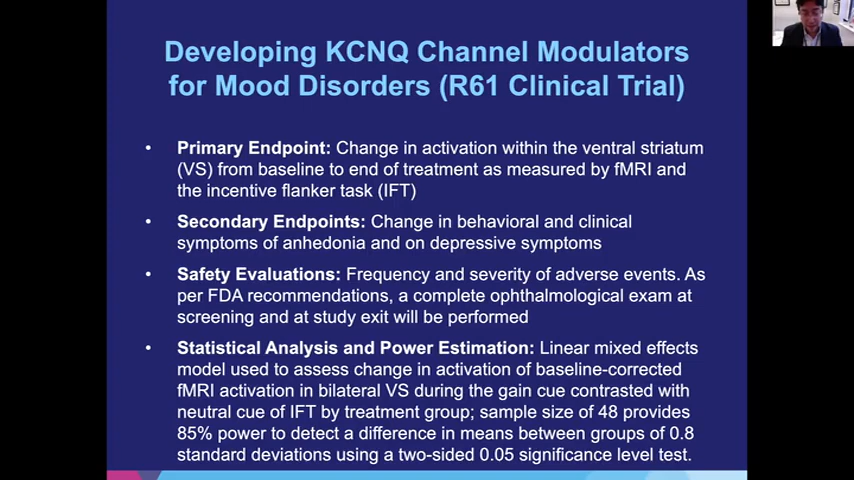 Developing KCNQ Channel Modulators
for Mood Disorders (R61 Clinical Trial)
• Primary Endpoint: Change in activation within the ventral striatum
(VS) from baseline to end of treatment as measured by fMRI and
the incentive flanker task (IFT)
• Secondary Endpoints: Change in behavioral and clinical
symptoms of anhedonia and on depressive symptoms
• Safety Evaluations: Frequency and severity of adverse events. As
per FDA recommendations, a complete ophthalmological exam at
screening and at study exit will be performed
• Statistical Analysis and Power Estimation: Linear mixed effects
model used to assess change in activation of baseline-corrected
fMRI activation in bilateral VS during the gain cue contrasted with
neutral cue of IFT by treatment group; sample size of 48 provides
85% power to detect a difference in means between groups of 0.8
standard deviations using a two-sided 0.05 significance level test.